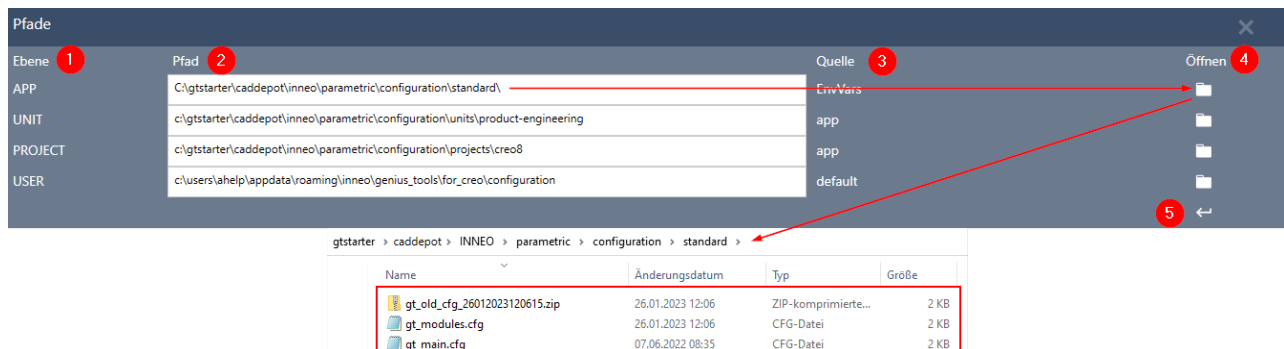 Pfade
Ebene 1 Pfad 2 Quelle 3 Öffnen 4
APP C:\gtstarter\caddepot\inneo\parametric\configuration\standard\ EnvVars
UNIT c:\gtstarter\caddepot\inneo\parametric\configuration\units\product-engineering app
PROJECT c:\gtstarter\caddepot\inneo\parametric\configuration\projects\creo8 app
USER c:\users\ahelp\appdata\roaming\inneo\genius_tools\for_creo\configuration default
5
gtstarter > caddepot > INNEO > parametric > configuration > standard >
Name Änderungsdatum Typ Größe
gt_old_cfg_26012023120615.zip 26.01.2023 12:06 ZIP-komprimierte... 2 KB
gt_modules.cfg 26.01.2023 12:06 CFG-Datei 2 KB
gt_main.cfg 07.06.2022 08:35 CFG-Datei 2 KB